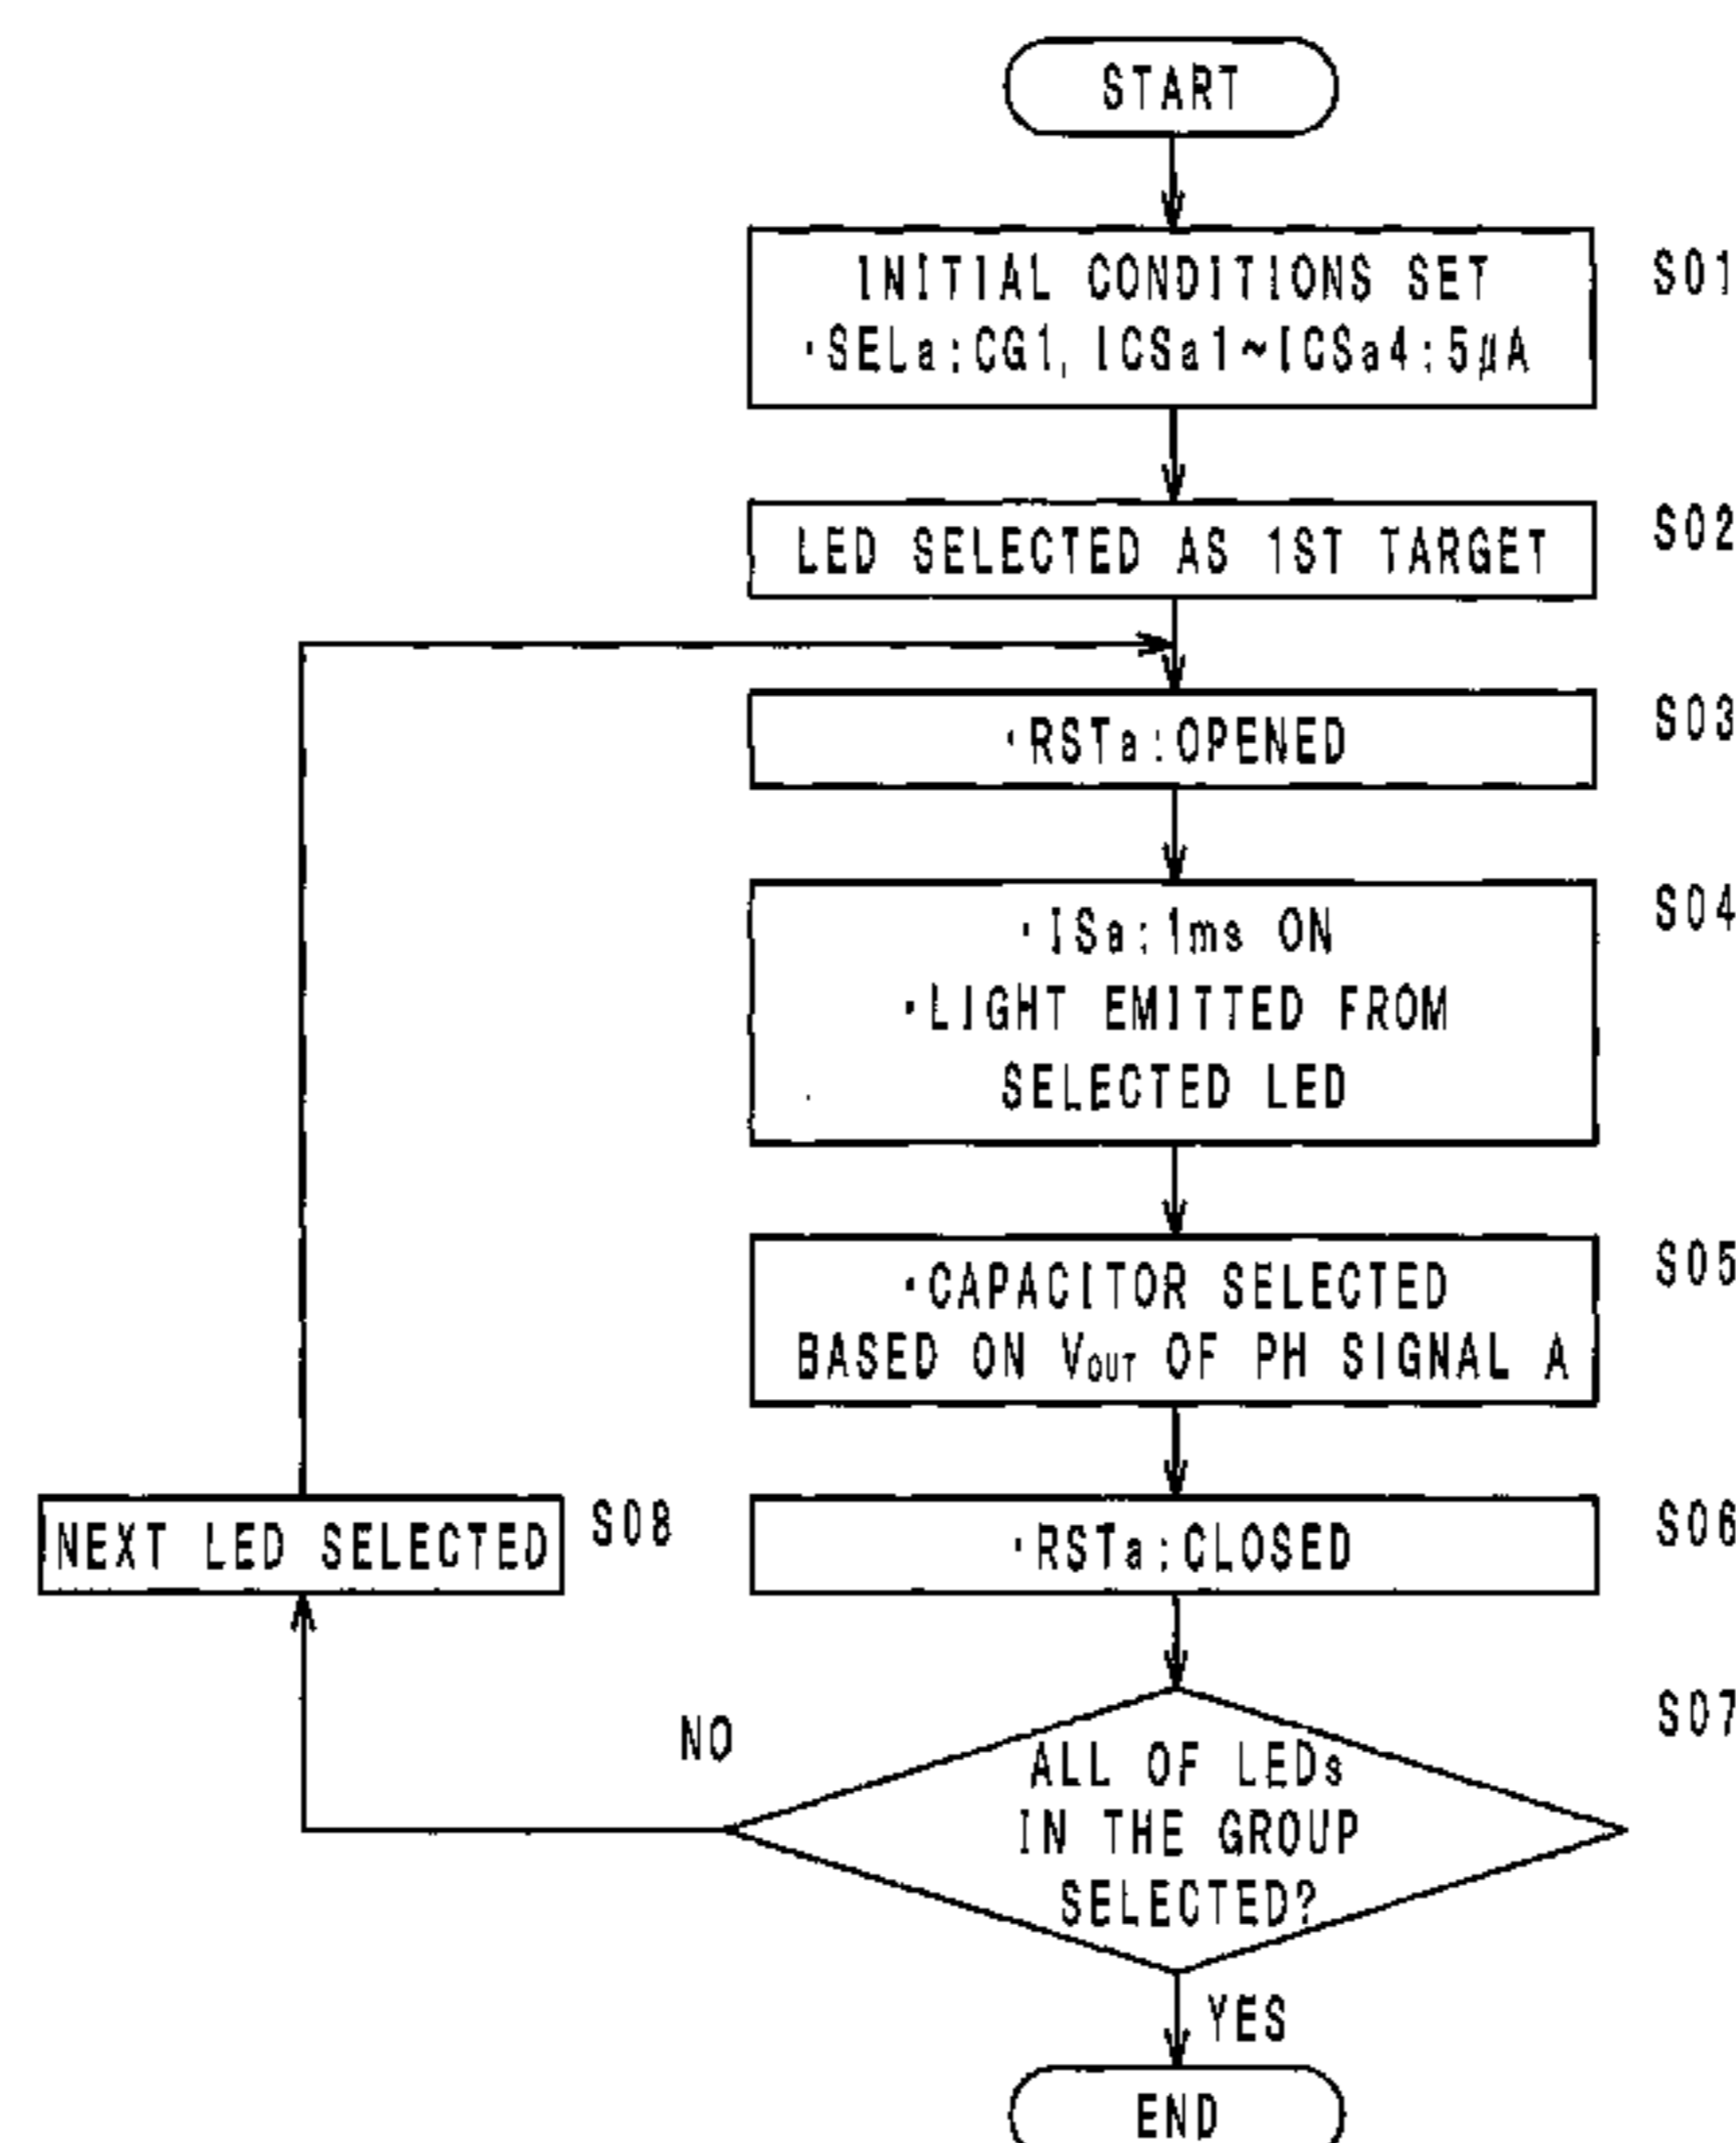 START
INITIAL CONDITIONS SET
S01
·SELa:CG1, ICSa1~ICSa4:5μA
LED SELECTED AS 1ST TARGET
S02
·RSTa:OPENED
S03
·ISa:1ms ON
S04
·LIGHT EMITTED FROM
SELECTED LED
·CAPACITOR SELECTED
S05
BASED ON VOUT OF PH SIGNAL A
NEXT LED SELECTED
S08
·RSTa:CLOSED
S06
S07
NO
ALL OF LEDs
IN THE GROUP
SELECTED?
YES
END